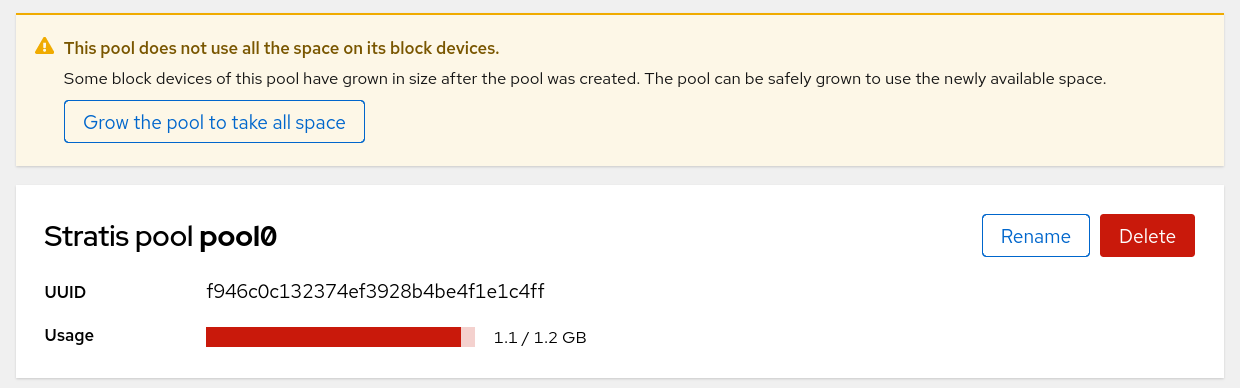 This pool does not use all the space on its block devices.
Some block devices of this pool have grown in size after the pool was created. The pool can be safely grown to use the newly available space.
Grow the pool to take all space
Stratis pool pool0
Rename
Delete
UUID f946c0c132374ef3928b4be4f1e1c4ff
Usage 1.1 / 1.2 GB